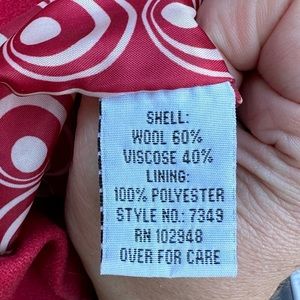 SHELL:
WOOL 60%
VISCOSE 40%
LINING:
100% POLYESTER
STYLE NO.: 7349
RN 102948
OVER FOR CARE